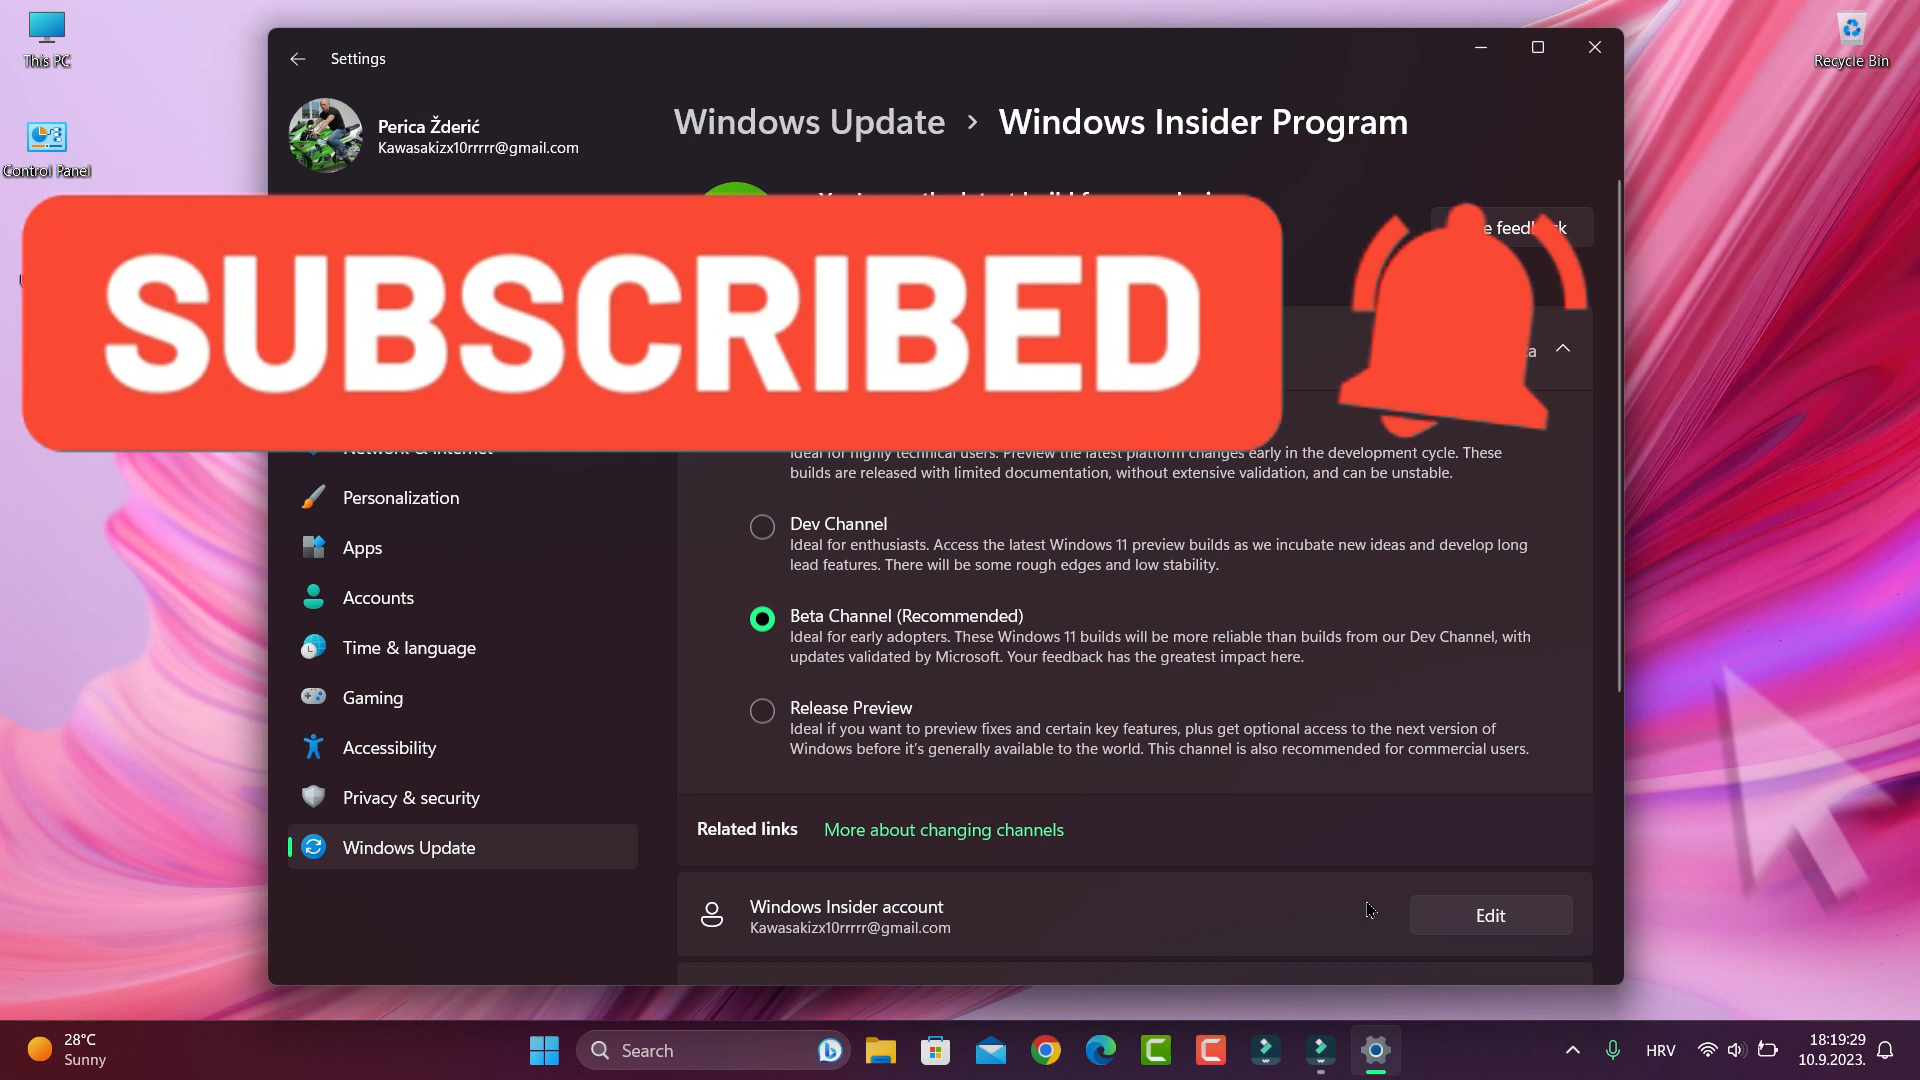 This PC
Recycle Bin
Control Panel
Settings
Perica Žderić
Kawasakizx10rrrrr@gmail.com
Windows Update > Windows Insider Program
SUBSCRIBED
Personalization
Apps
Accounts
Time & language
Gaming
Accessibility
Privacy & security
Windows Update
Ideal for highly technical users. Preview the latest platform changes early in the development cycle. These
builds are released with limited documentation, without extensive validation, and can be unstable.
Dev Channel
Ideal for enthusiasts. Access the latest Windows 11 preview builds as we incubate new ideas and develop long
lead features. There will be some rough edges and low stability.
Beta Channel (Recommended)
Ideal for early adopters. These Windows 11 builds will be more reliable than builds from our Dev Channel, with
updates validated by Microsoft. Your feedback has the greatest impact here.
Release Preview
Ideal if you want to preview fixes and certain key features, plus get optional access to the next version of
Windows before it's generally available to the world. This channel is also recommended for commercial users.
Related links More about changing channels
Windows Insider account
Kawasakizx10rrrrr@gmail.com
Edit
28°C
Sunny
Search
HRV
18:19:29
10.9.2023.